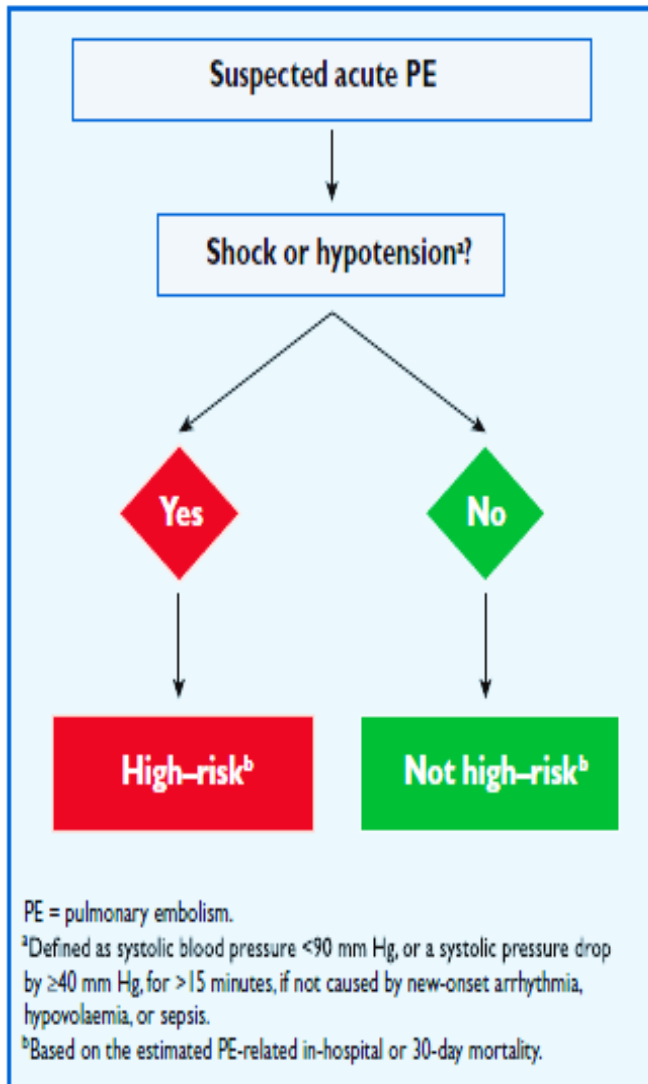 Suspected acute PE
Shock or hypotensionᵃ?
Yes
No
High–riskᵇ
Not high–riskᵇ
PE = pulmonary embolism.
ᵃDefined as systolic blood pressure <90 mm Hg, or a systolic pressure drop
by ≥40 mm Hg, for >15 minutes, if not caused by new-onset arrhythmia,
hypovolaemia, or sepsis.
ᵇBased on the estimated PE-related in-hospital or 30-day mortality.